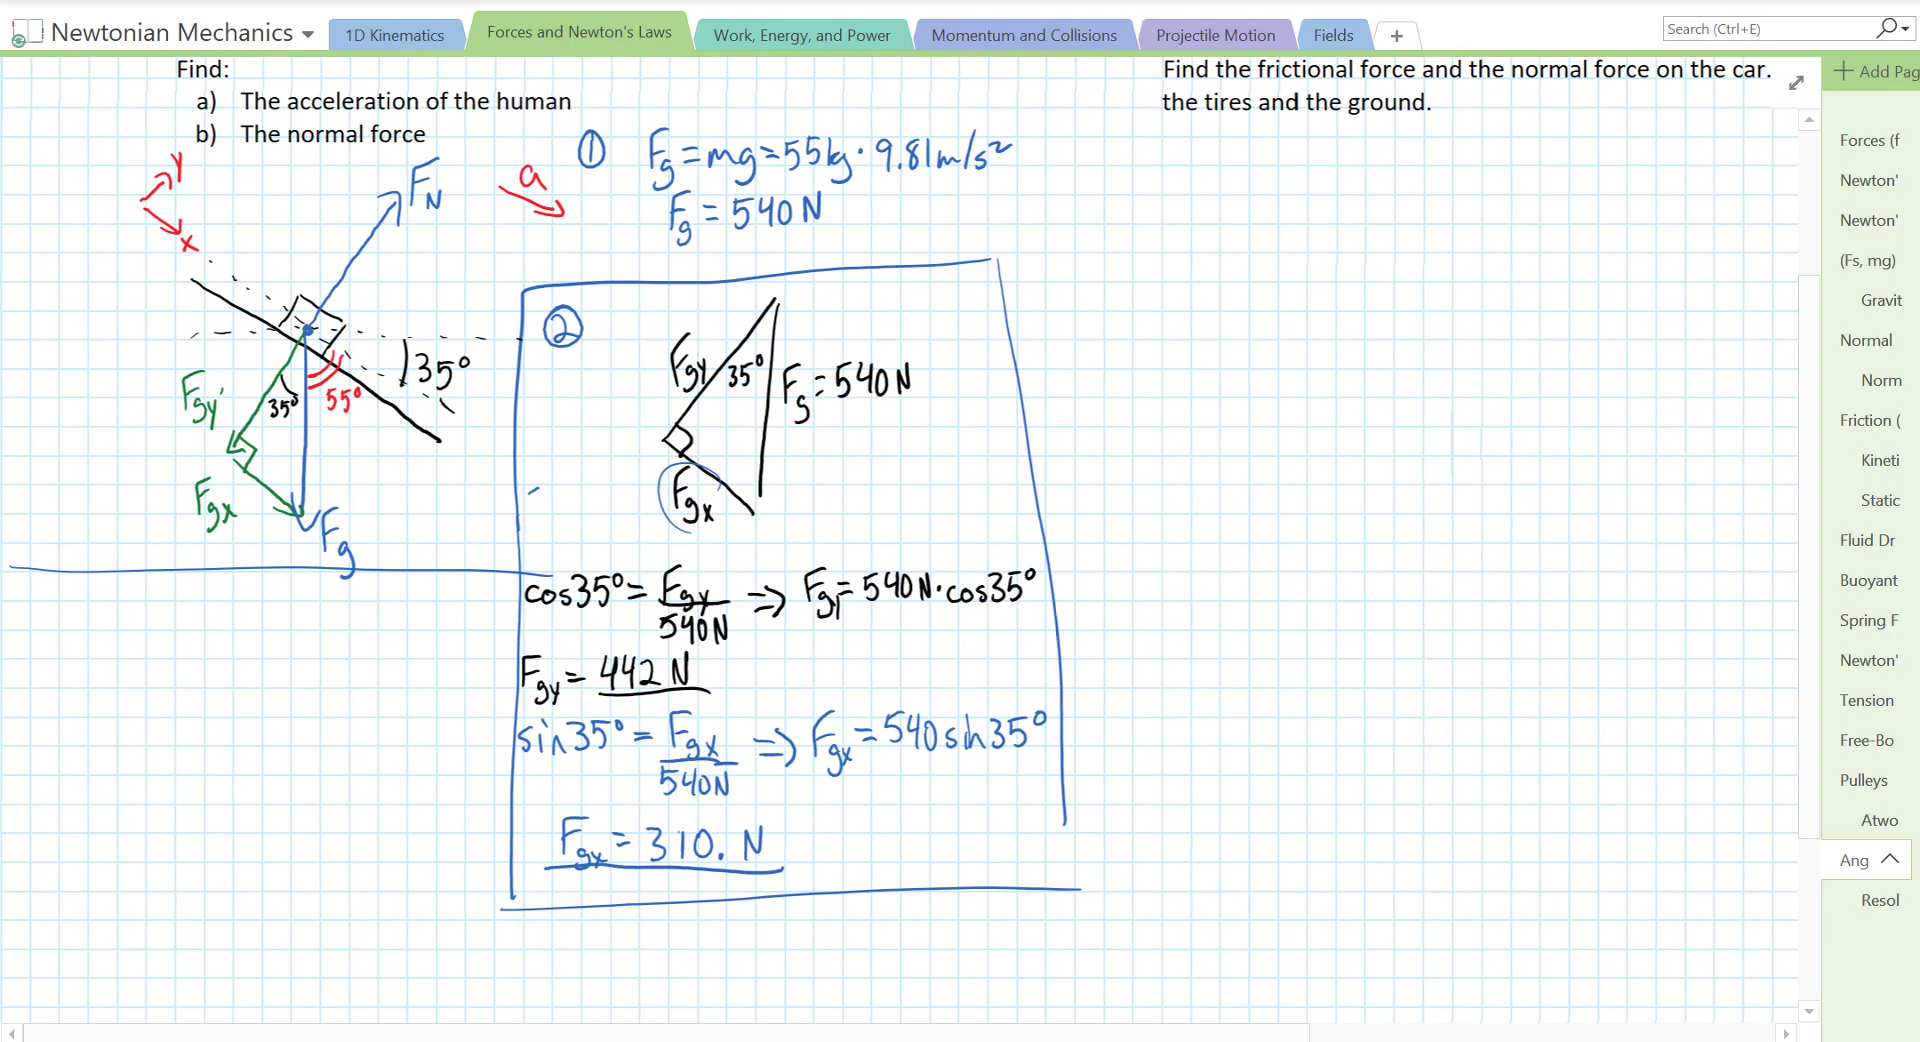 Newtonian Mechanics
1D Kinematics
Forces and Newton's Laws
Work, Energy, and Power
Momentum and Collisions
Projectile Motion
Fields
+
Search (Ctrl+E)
Find:
a) The acceleration of the human
b) The normal force
y
x
F_N
a
35°
55°
35°
F_gy
F_gx
F_g
① F_g = mg = 55kg · 9.81m/s²
F_g = 540 N
②
F_gy 35° F_g = 540 N
F_gx
cos35° = F_gy / 540N => F_gy = 540N · cos35°
F_gy = 442 N
sin35° = F_gx / 540N => F_gx = 540 sin35°
F_gx = 310. N
Find the frictional force and the normal force on the car.
the tires and the ground.
Add Pag
Forces (f
Newton'
Newton'
(Fs, mg)
Gravit
Normal
Norm
Friction (
Kineti
Static
Fluid Dr
Buoyant
Spring F
Newton'
Tension
Free-Bo
Pulleys
Atwo
Ang
Resol